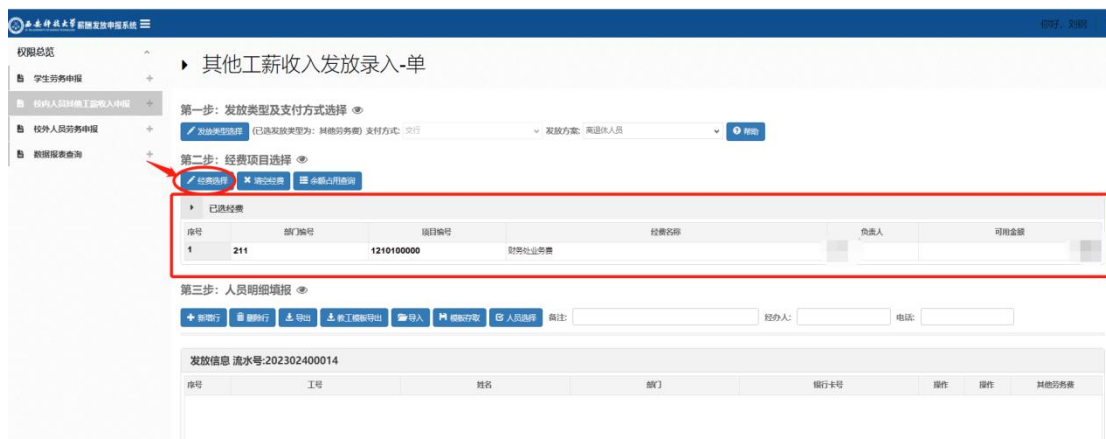 西安科技大学 薪酬发放申报系统
你好，刘钥
权限总览
学生劳务申报
校内人员其他工薪收入申报
校外人员劳务申报
数据报表查询
其他工薪收入发放录入-单
第一步：发放类型及支付方式选择
发放类型选择 (已选发放类型为：其他劳务费) 支付方式: 交行 发放方案: 离退休人员 帮助
第二步：经费项目选择
经费选择 清空经费 余额占用查询
已选经费
序号 部门编号 项目编号 经费名称 负责人 可用金额
1 211 1210100000 财务处业务费
第三步：人员明细填报
新增行 删除行 导出 教工模板导出 导入 模板存取 人员选择 备注: 经办人: 电话:
发放信息 流水号:202302400014
序号 工号 姓名 部门 银行卡号 操作 操作 其他劳务费